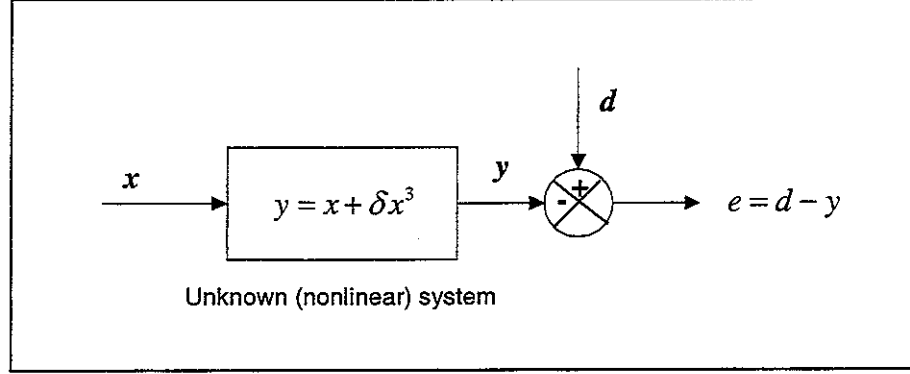 d
x
y
y = x + δx³
+
-
e = d − y
Unknown (nonlinear) system